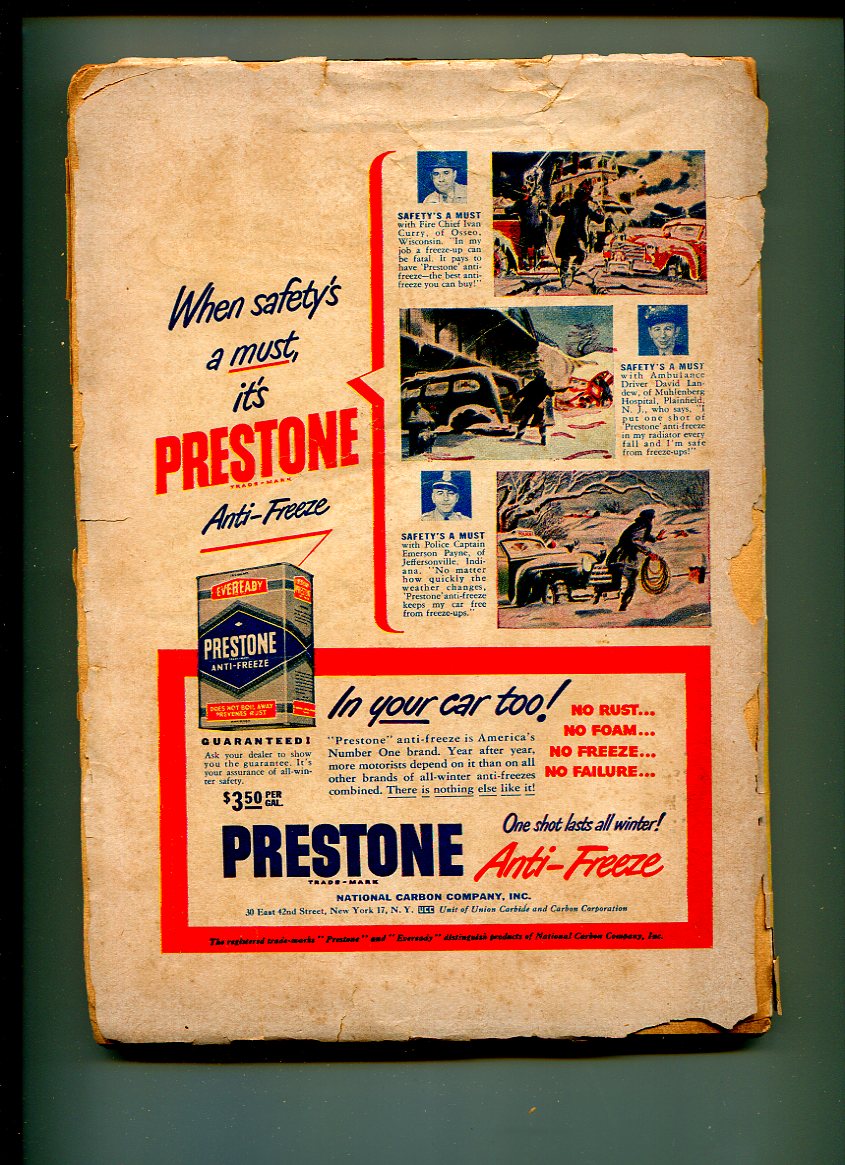 When safety's
a must,
it's
PRESTONE
TRADE-MARK
Anti-Freeze
SAFETY'S A MUST
with Fire Chief Ivan
Curry, of Osseo,
Wisconsin. "In my
job a freeze-up can
be fatal. It pays to
have 'Prestone' anti-
freeze—the best anti-
freeze you can buy!"
SAFETY'S A MUST
with Ambulance
Driver David Lan-
dew, of Muhlenberg
Hospital, Plainfield,
N. J., who says, "I
put one shot of
'Prestone' anti-freeze
in my radiator every
fall and I'm safe
from freeze-ups!"
SAFETY'S A MUST
with Police Captain
Emerson Payne, of
Jeffersonville, Indi-
ana. "No matter
how quickly the
weather changes,
'Prestone' anti-freeze
keeps my car free
from freeze-ups."
EVEREADY
PRESTONE
ANTI-FREEZE
DOES NOT BOIL AWAY
PREVENTS RUST
GUARANTEED!
Ask your dealer to show
you the guarantee. It's
your assurance of all-win-
ter safety.
$3.50 PER GAL.
In your car too!
"Prestone" anti-freeze is America's
Number One brand. Year after year,
more motorists depend on it than on all
other brands of all-winter anti-freezes
combined. There is nothing else like it!
NO RUST...
NO FOAM...
NO FREEZE...
NO FAILURE...
One shot lasts all winter!
PRESTONE Anti-Freeze
TRADE-MARK
NATIONAL CARBON COMPANY, INC.
30 East 42nd Street, New York 17, N. Y. UCC Unit of Union Carbide and Carbon Corporation
The registered trade-marks "Prestone" and "Eveready" distinguish products of National Carbon Company, Inc.